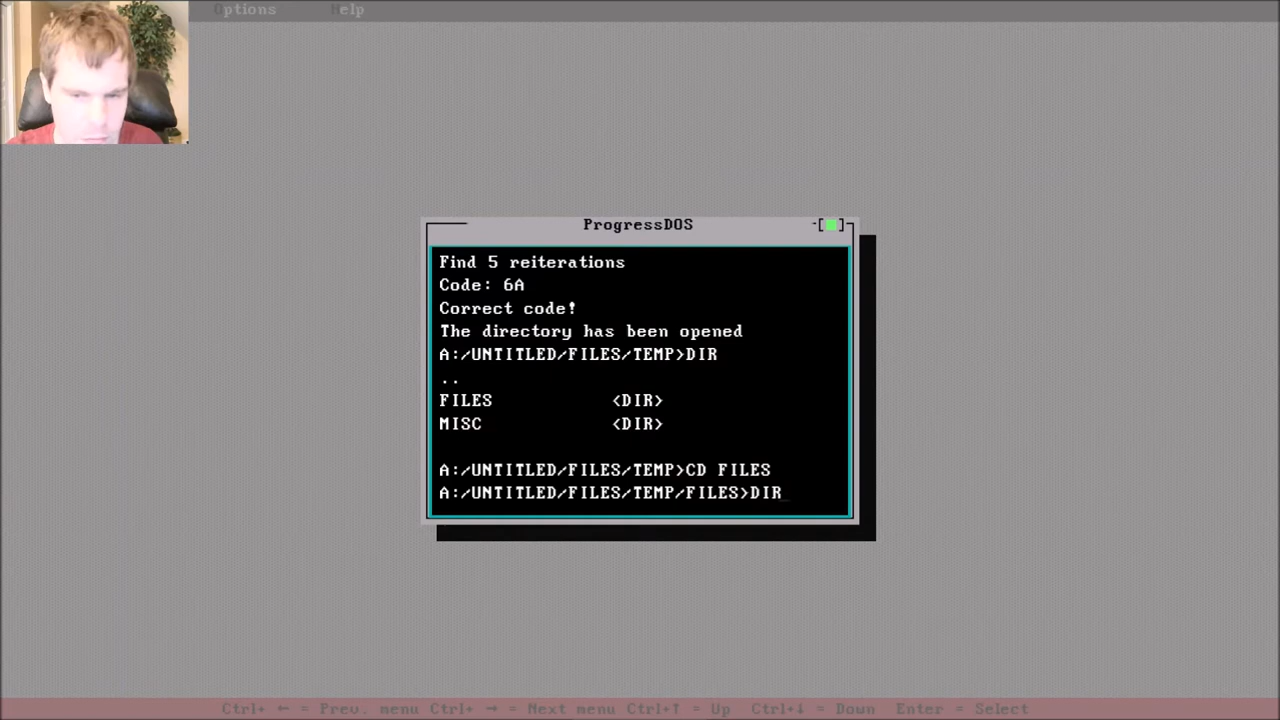 Options Help
ProgressDOS
Find 5 reiterations
Code: 6A
Correct code!
The directory has been opened
A:/UNTITLED/FILES/TEMP>DIR
..
FILES <DIR>
MISC <DIR>
A:/UNTITLED/FILES/TEMP>CD FILES
A:/UNTITLED/FILES/TEMP/FILES>DIR_
Ctrl+ ← = Prev. menu Ctrl+ → = Next menu Ctrl+↑ = Up Ctrl+↓ = Down Enter = Select